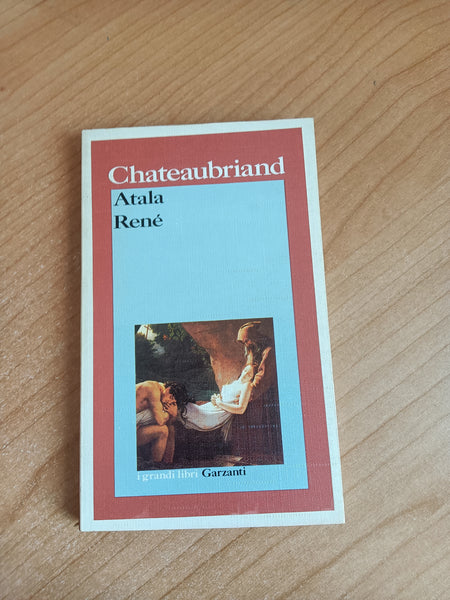 Chateaubriand
Atala
René
i grandi libri Garzanti